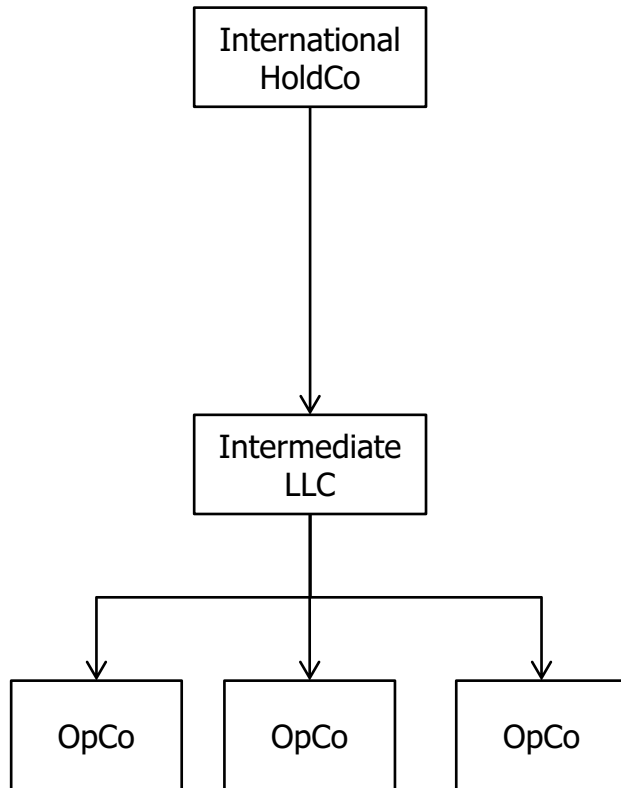 International
HoldCo
Intermediate
LLC
OpCo
OpCo
OpCo